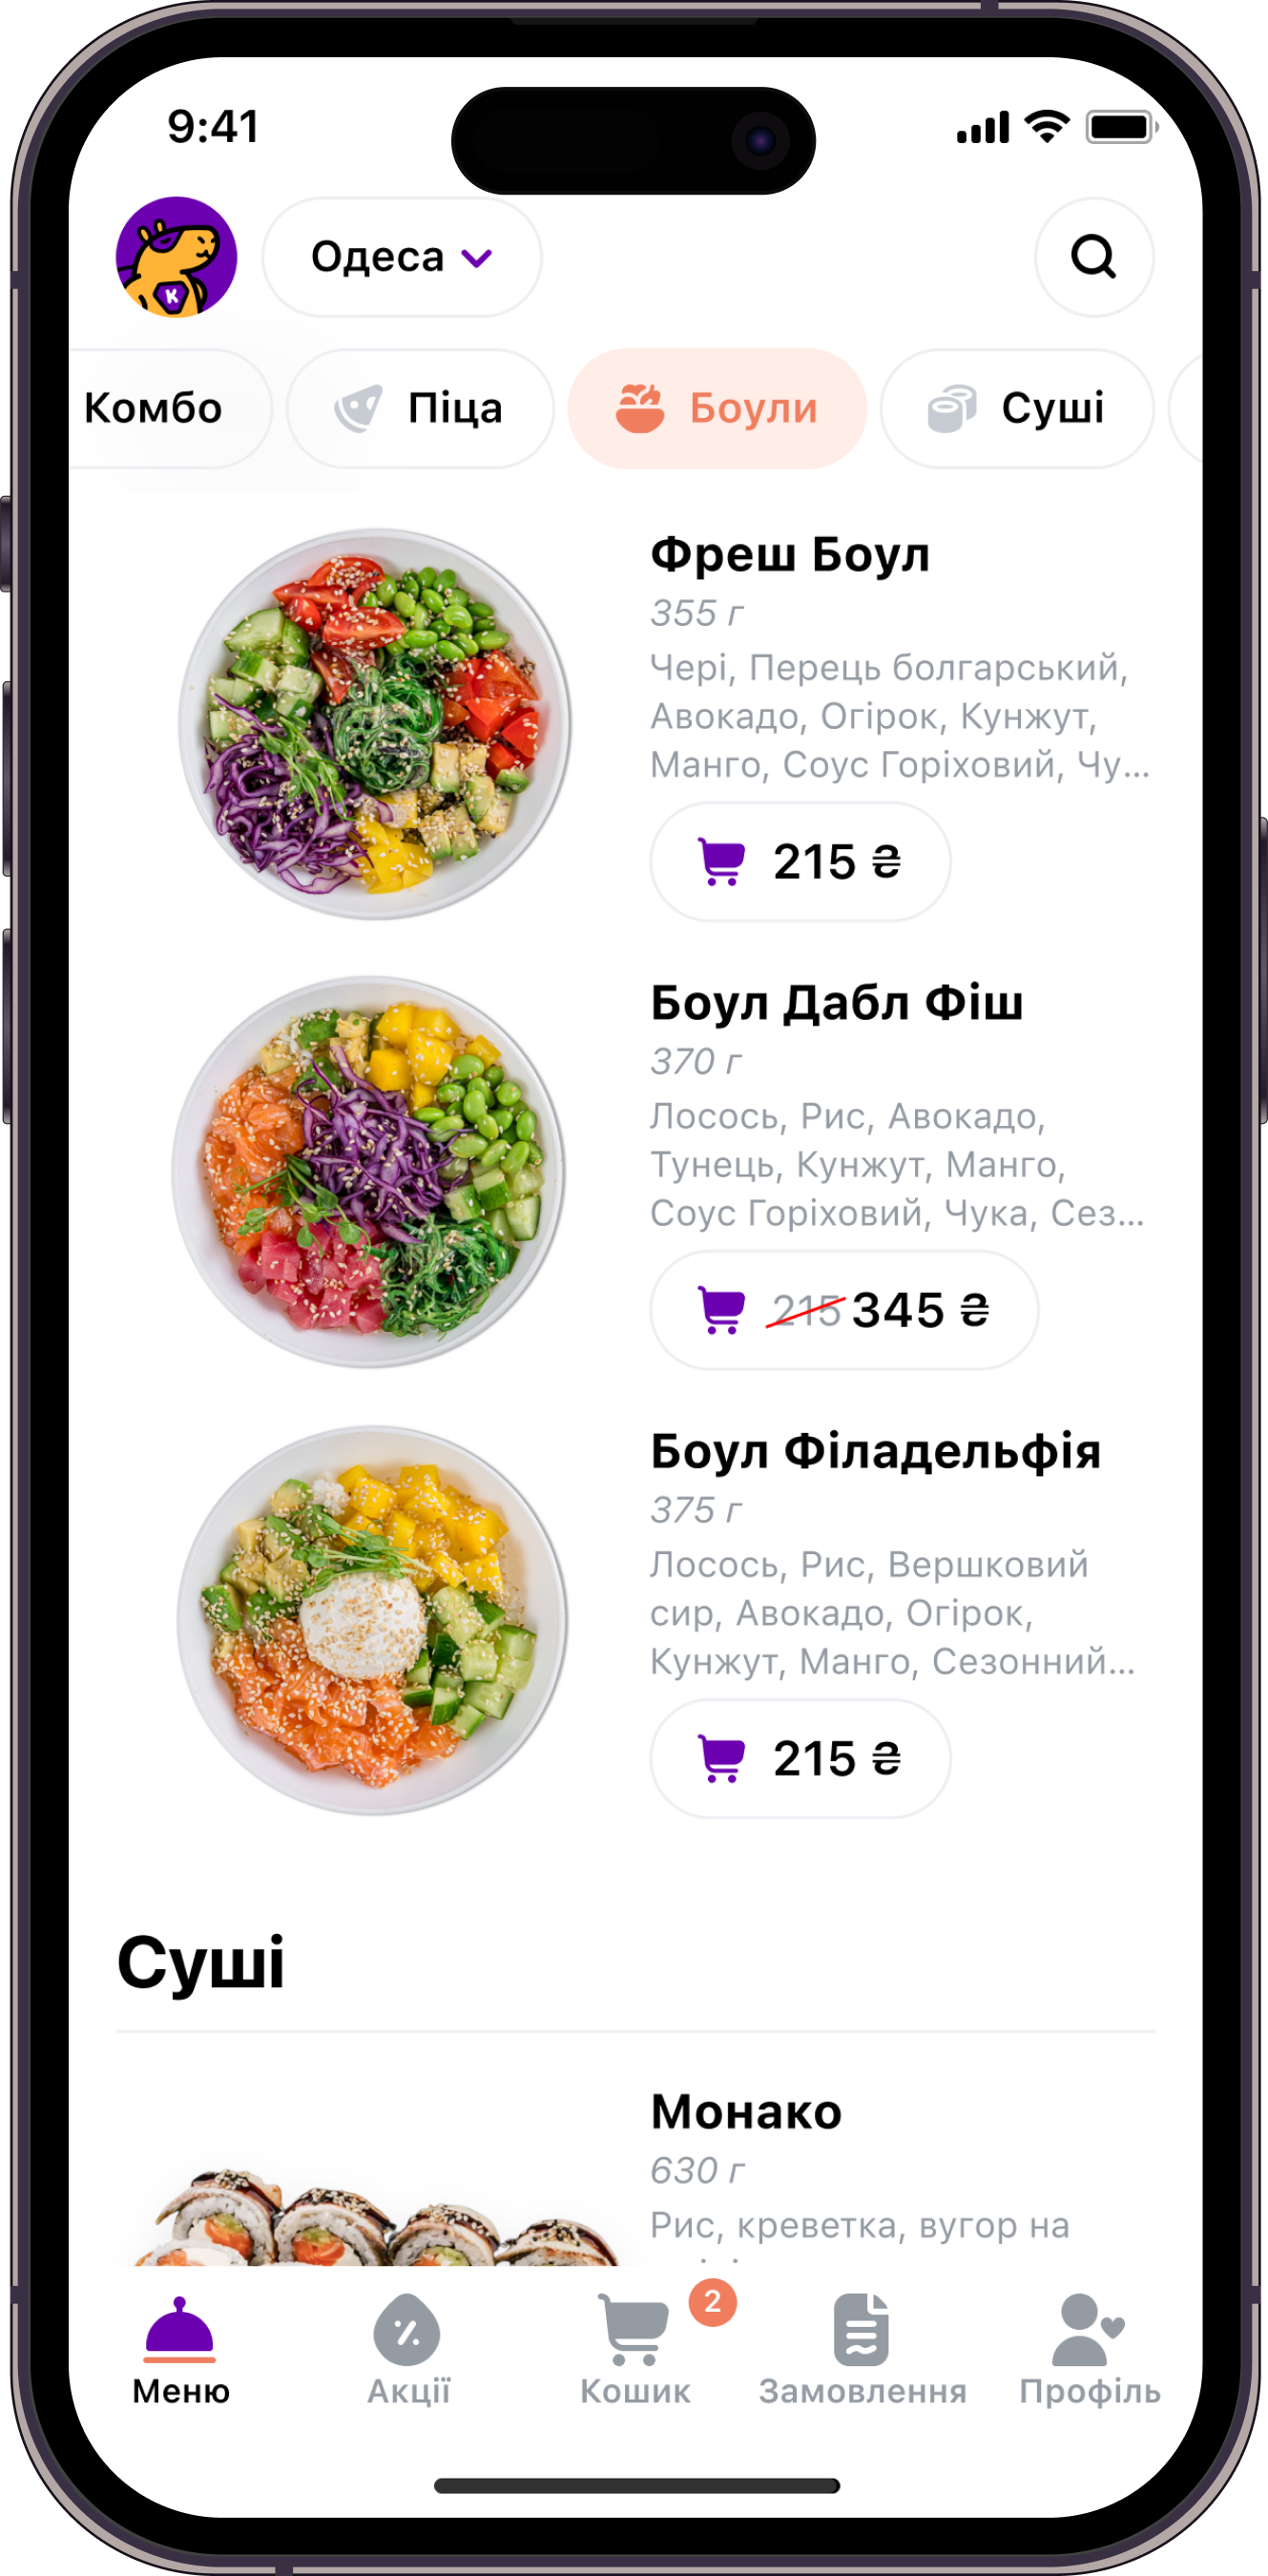 9:41
Одеса
Комбо Піца Боули Суші
Фреш Боул
355 г
Чері, Перець болгарський,
Авокадо, Огірок, Кунжут,
Манго, Соус Горіховий, Чу...
215 ₴
Боул Дабл Фіш
370 г
Лосось, Рис, Авокадо,
Тунець, Кунжут, Манго,
Соус Горіховий, Чука, Сез...
215 345 ₴
Боул Філадельфія
375 г
Лосось, Рис, Вершковий
сир, Авокадо, Огірок,
Кунжут, Манго, Сезонний...
215 ₴
Суші
Монако
630 г
Рис, креветка, вугор на
2
Меню Акції Кошик Замовлення Профіль